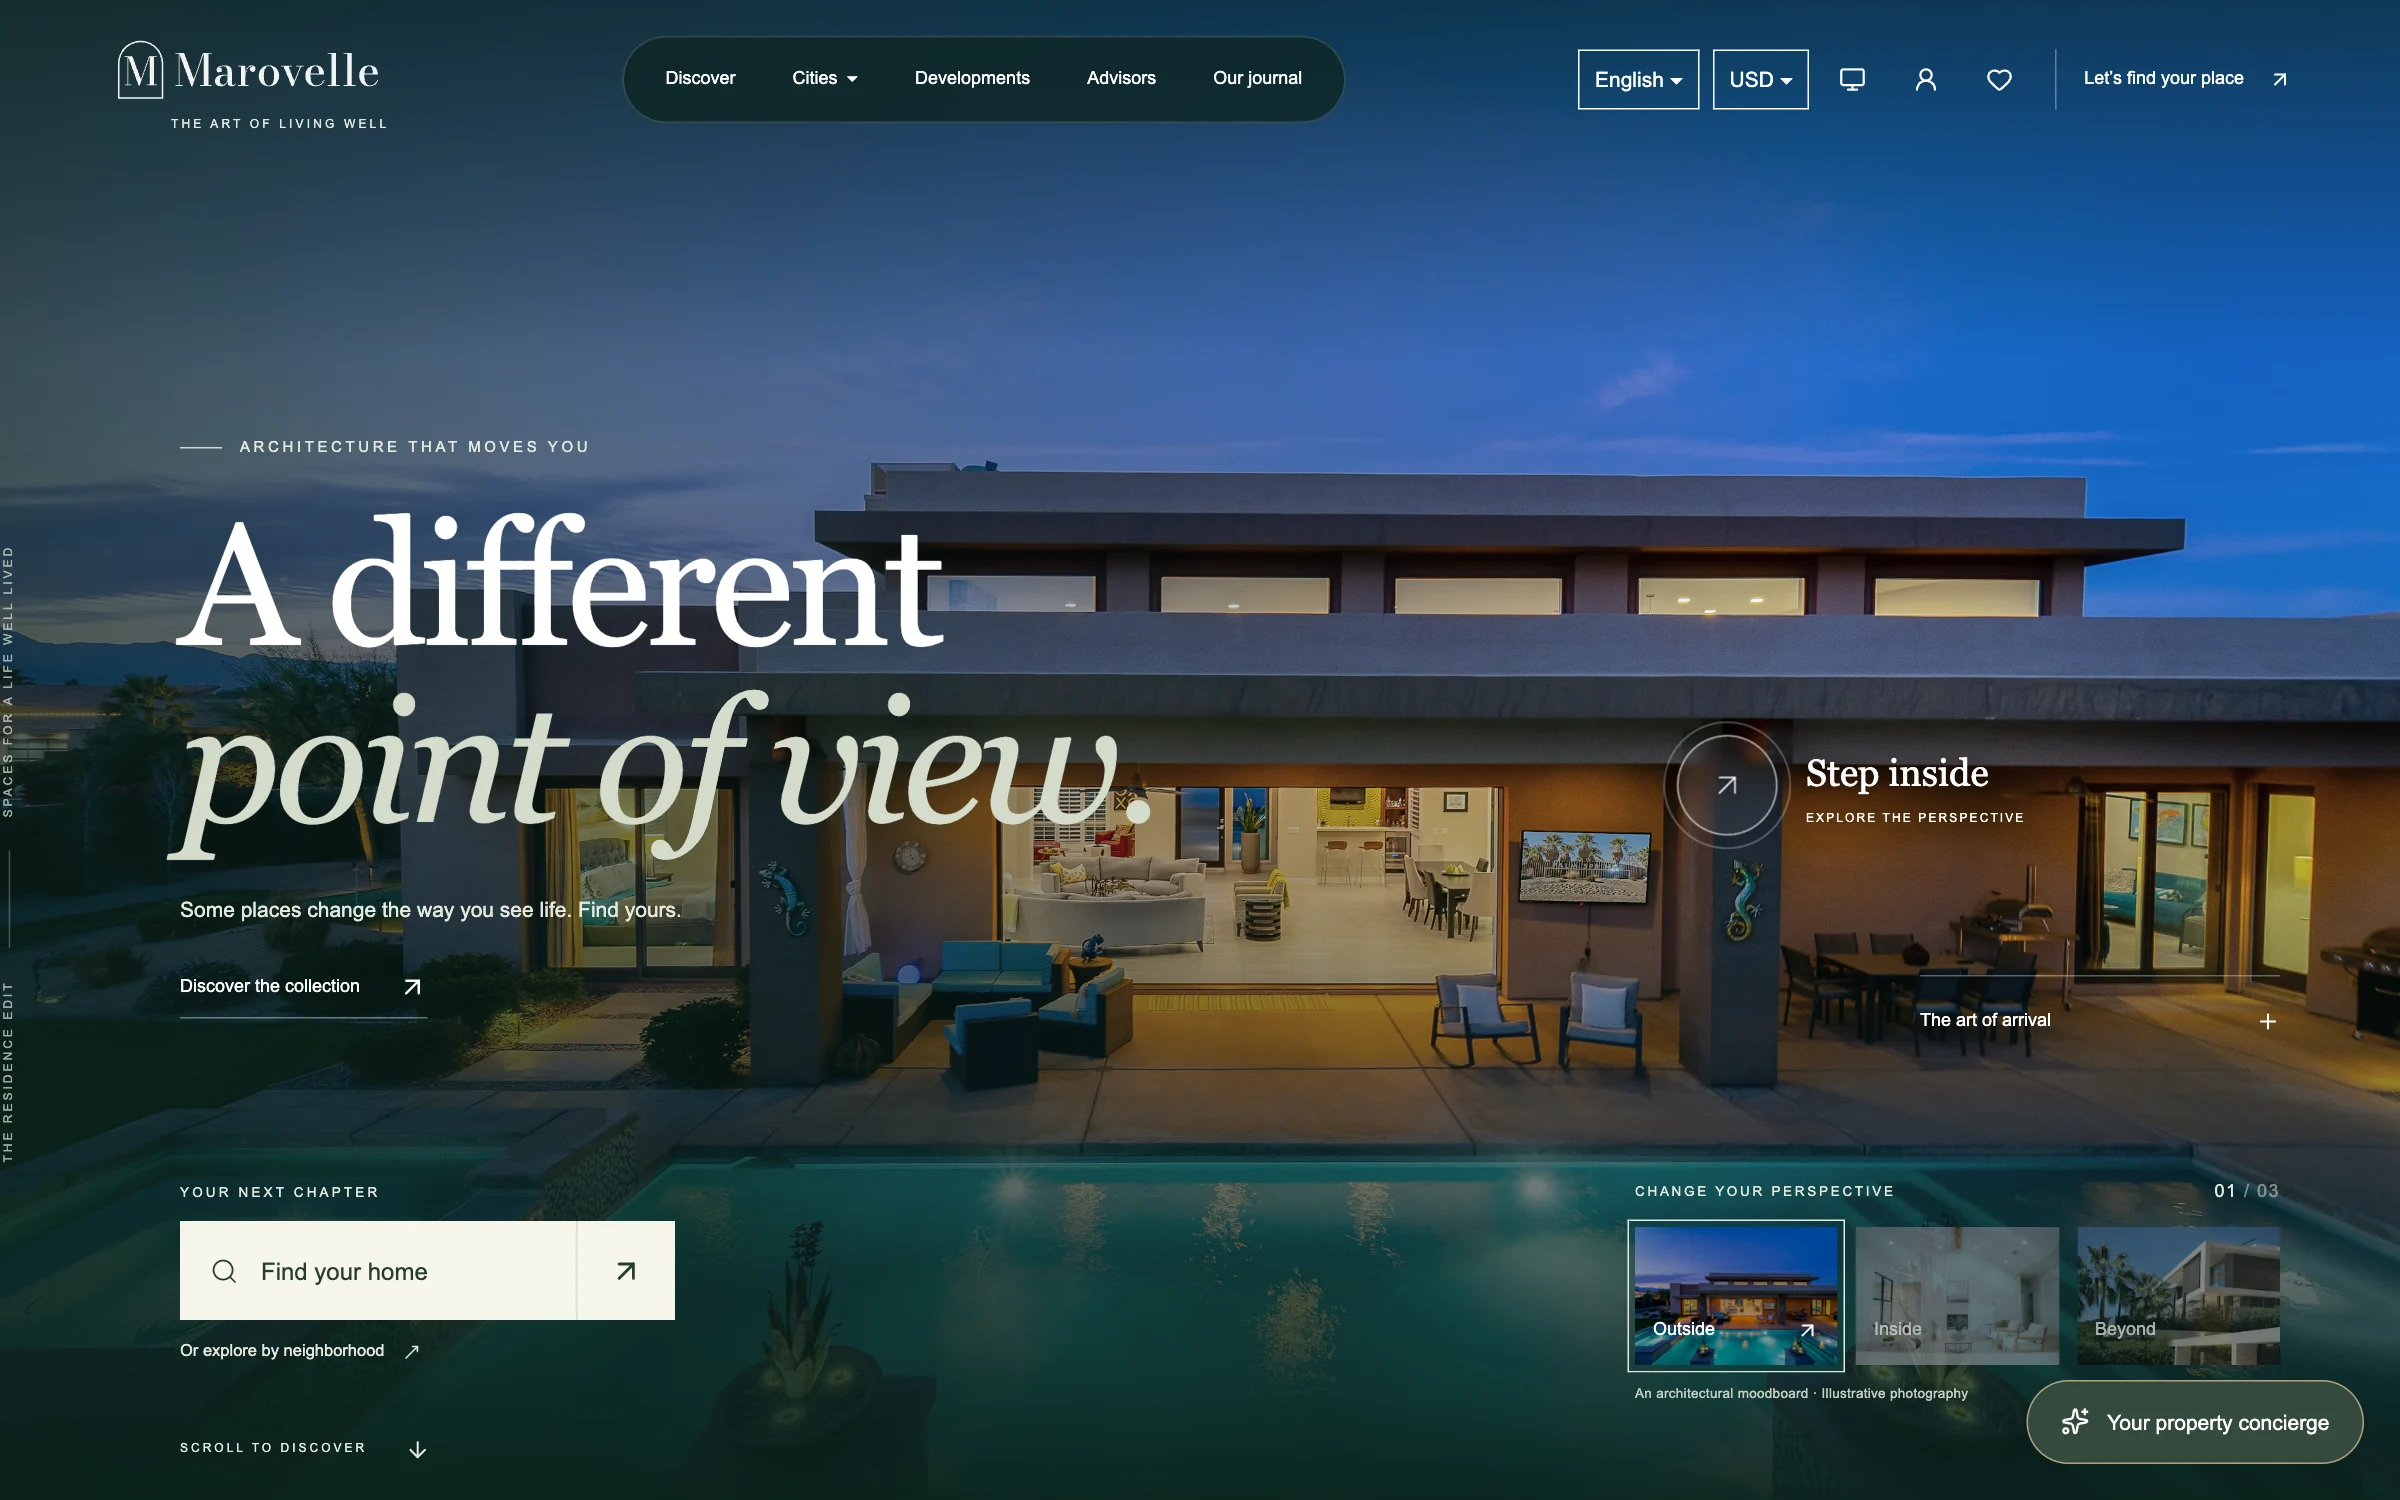 M Marovelle
THE ART OF LIVING WELL
Discover
Cities
Developments
Advisors
Our journal
English
USD
Let's find your place
SPACES FOR A LIFE WELL LIVED
THE RESIDENCE EDIT
ARCHITECTURE THAT MOVES YOU
A different
point of view.
Some places change the way you see life. Find yours.
Discover the collection
Step inside
EXPLORE THE PERSPECTIVE
The art of arrival
YOUR NEXT CHAPTER
Find your home
Or explore by neighborhood
SCROLL TO DISCOVER
CHANGE YOUR PERSPECTIVE
01 / 03
Outside
Inside
Beyond
An architectural moodboard · Illustrative photography
Your property concierge